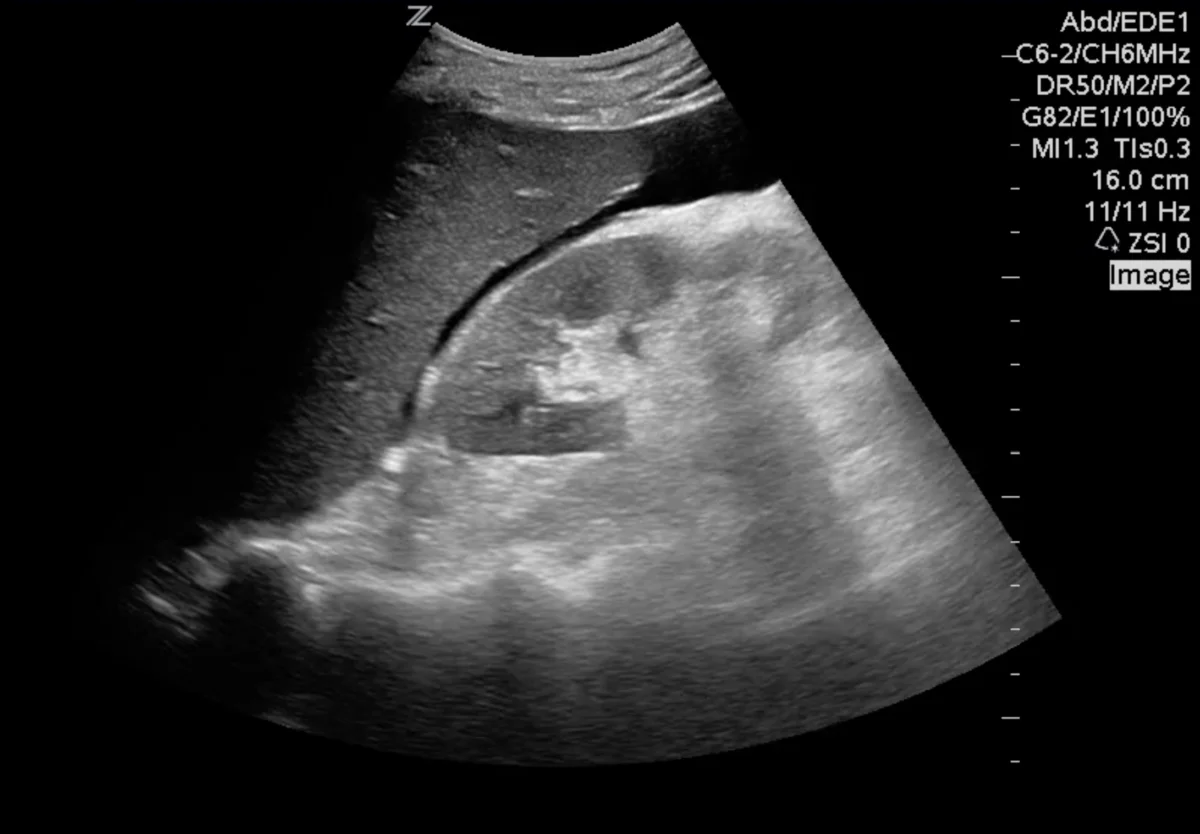 Z
Abd/EDE1
C6-2/CH6MHz
DR50/M2/P2
G82/E1/100%
MI1.3 TIs0.3
16.0 cm
11/11 Hz
ZSI 0
Image